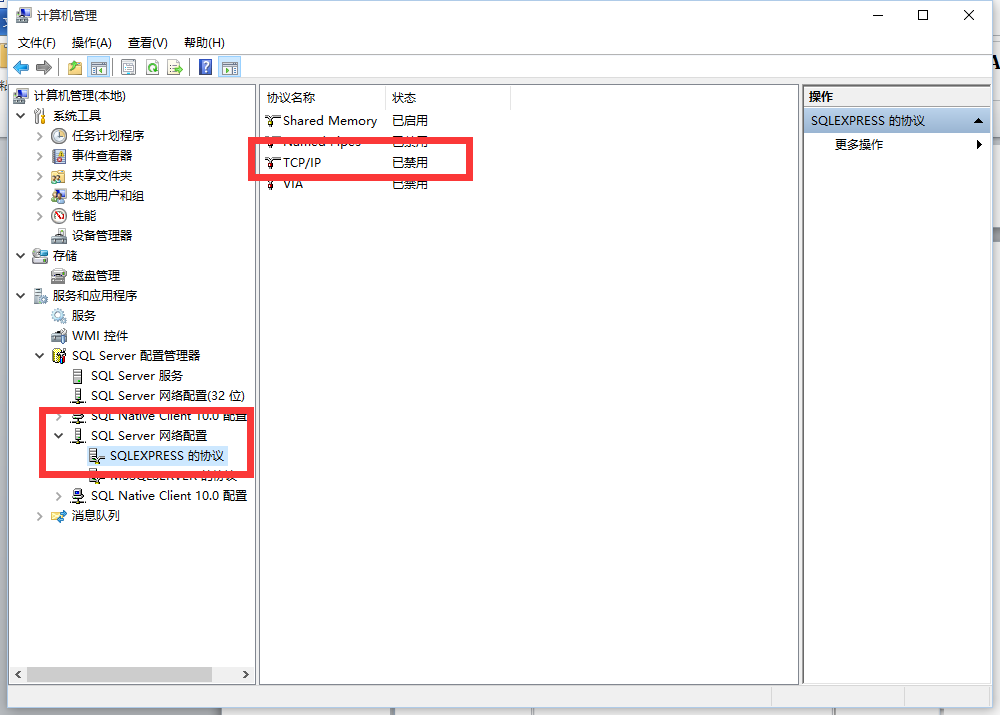 计算机管理
文件(F) 操作(A) 查看(V) 帮助(H)
计算机管理(本地)
系统工具
任务计划程序
事件查看器
共享文件夹
本地用户和组
性能
设备管理器
存储
磁盘管理
服务和应用程序
服务
WMI 控件
SQL Server 配置管理器
SQL Server 服务
SQL Server 网络配置(32 位)
SQL Native Client 10.0 配置
SQL Server 网络配置
SQLEXPRESS 的协议
MSSQLSERVER 的协议
SQL Native Client 10.0 配置
消息队列
协议名称 状态
Shared Memory 已启用
Named Pipes 已禁用
TCP/IP 已禁用
VIA 已禁用
操作
SQLEXPRESS 的协议
更多操作